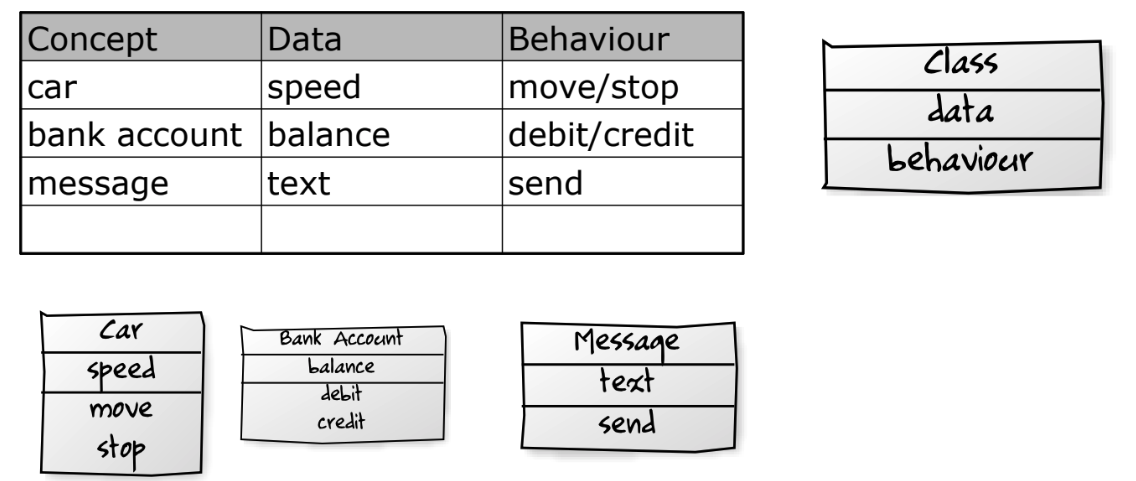 Concept Data Behaviour
car speed move/stop
bank account balance debit/credit
message text send
Class
data
behaviour
Car
speed
move
stop
Bank Account
balance
debit
credit
Message
text
send